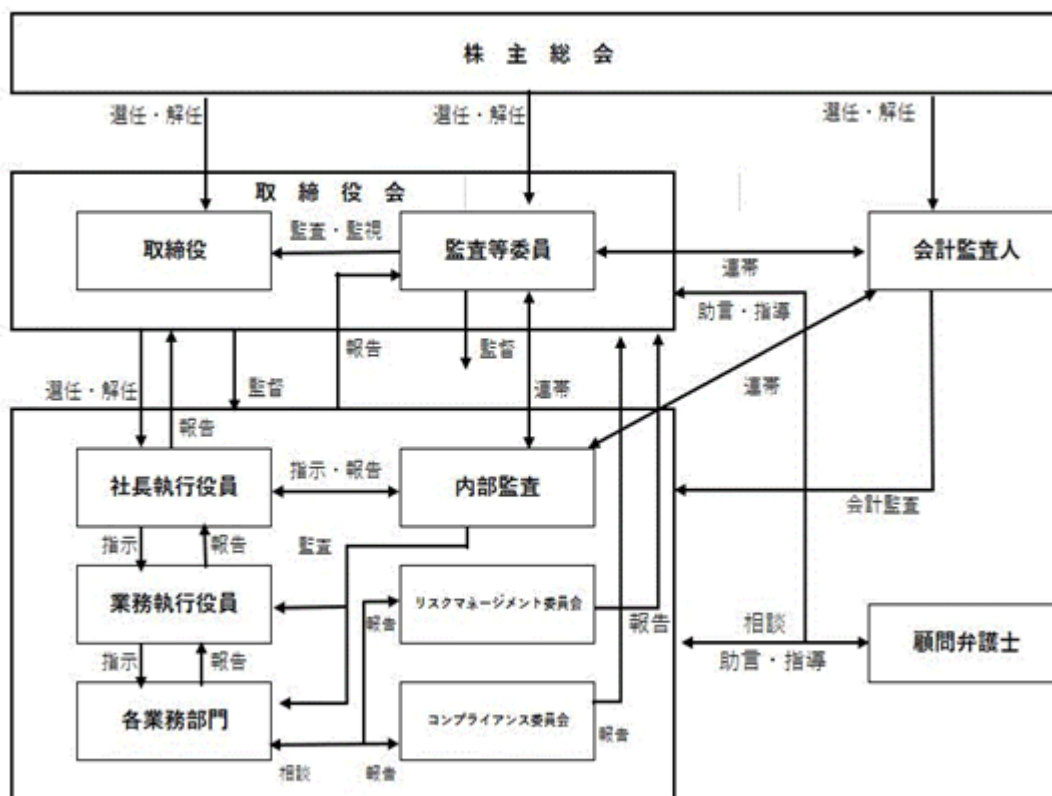 株 主 総 会
選任・解任
選任・解任
選任・解任
取 締 役 会
取締役
監査・監視
監査等委員
連帯
会計監査人
助言・指導
選任・解任
報告
監督
報告
監督
連帯
連帯
社長執行役員
指示・報告
内部監査
会計監査
指示
報告
監査
業務執行役員
リスクマネージメント委員会
報告
報告
相談
助言・指導
顧問弁護士
指示
報告
各業務部門
コンプライアンス委員会
報告
相談
報告